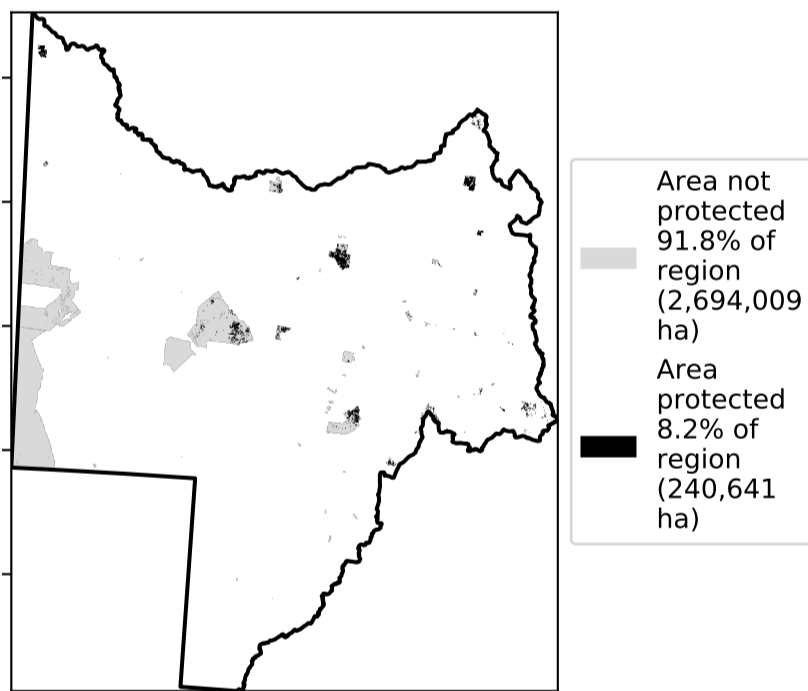 Area not
protected
91.8% of
region
(2,694,009
ha)
Area
protected
8.2% of
region
(240,641
ha)